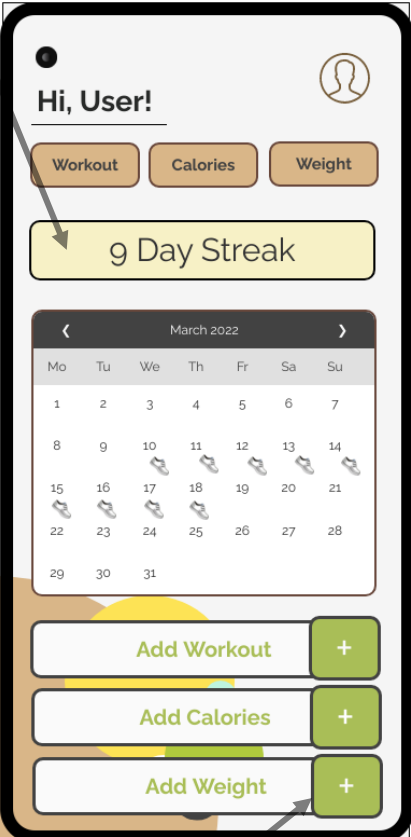 Hi, User!
Workout Calories Weight
9 Day Streak
❮ March 2022 ❯
Mo Tu We Th Fr Sa Su
1 2 3 4 5 6 7
8 9 10 11 12 13 14
15 16 17 18 19 20 21
22 23 24 25 26 27 28
29 30 31
Add Workout +
Add Calories +
Add Weight +